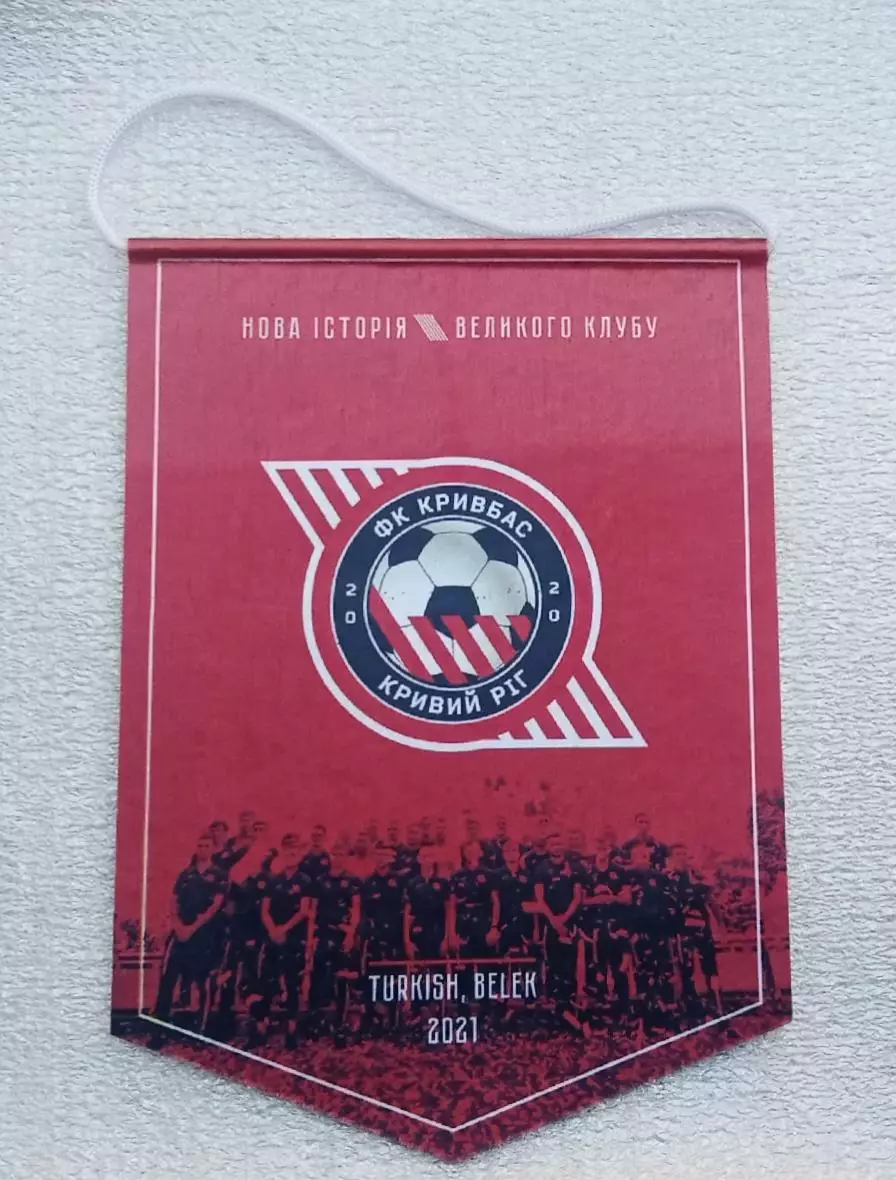 НОВА ІСТОРІЯ ВЕЛИКОГО КЛУБУ
ФК КРИВБАС
20 20
КРИВИЙ РІГ
TURKISH, BELEK
2021